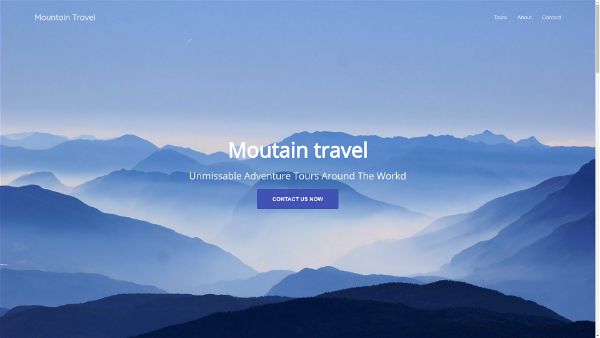 Mountain Travel
Tours About Contact
Moutain travel
Unmissable Adventure Tours Around The Workd
CONTACT US NOW